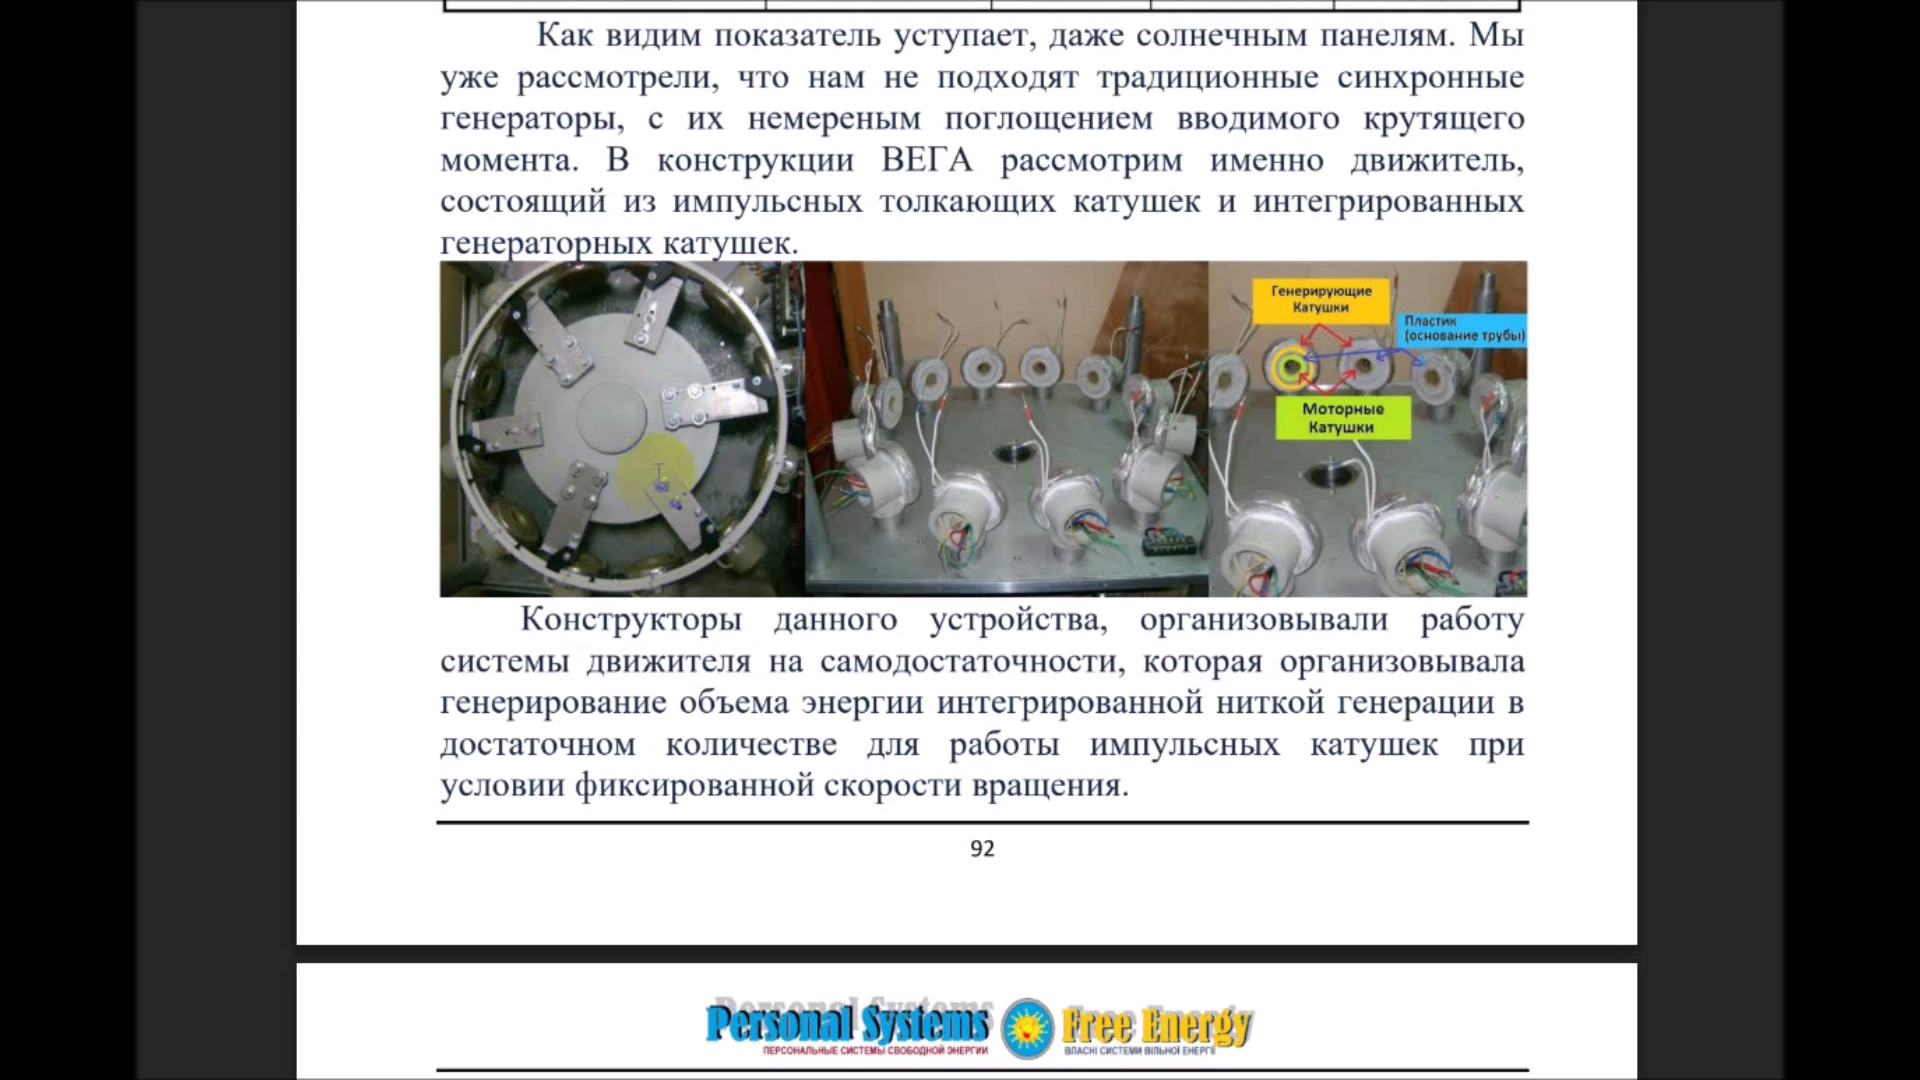 Как видим показатель уступает, даже солнечным панелям. Мы
уже рассмотрели, что нам не подходят традиционные синхронные
генераторы, с их немереным поглощением вводимого крутящего
момента. В конструкции ВЕГА рассмотрим именно движитель,
состоящий из импульсных толкающих катушек и интегрированных
генераторных катушек.
Генерирующие
Катушки
Пластик
(основание трубы)
Моторные
Катушки
Конструкторы данного устройства, организовывали работу
системы движителя на самодостаточности, которая организовывала
генерирование объема энергии интегрированной ниткой генерации в
достаточном количестве для работы импульсных катушек при
условии фиксированной скорости вращения.
92
Personal Systems Free Energy
ПЕРСОНАЛЬНЫЕ СИСТЕМЫ СВОБОДНОЙ ЭНЕРГИИ ВЛАСНІ СИСТЕМИ ВІЛЬНОЇ ЕНЕРГІЇ